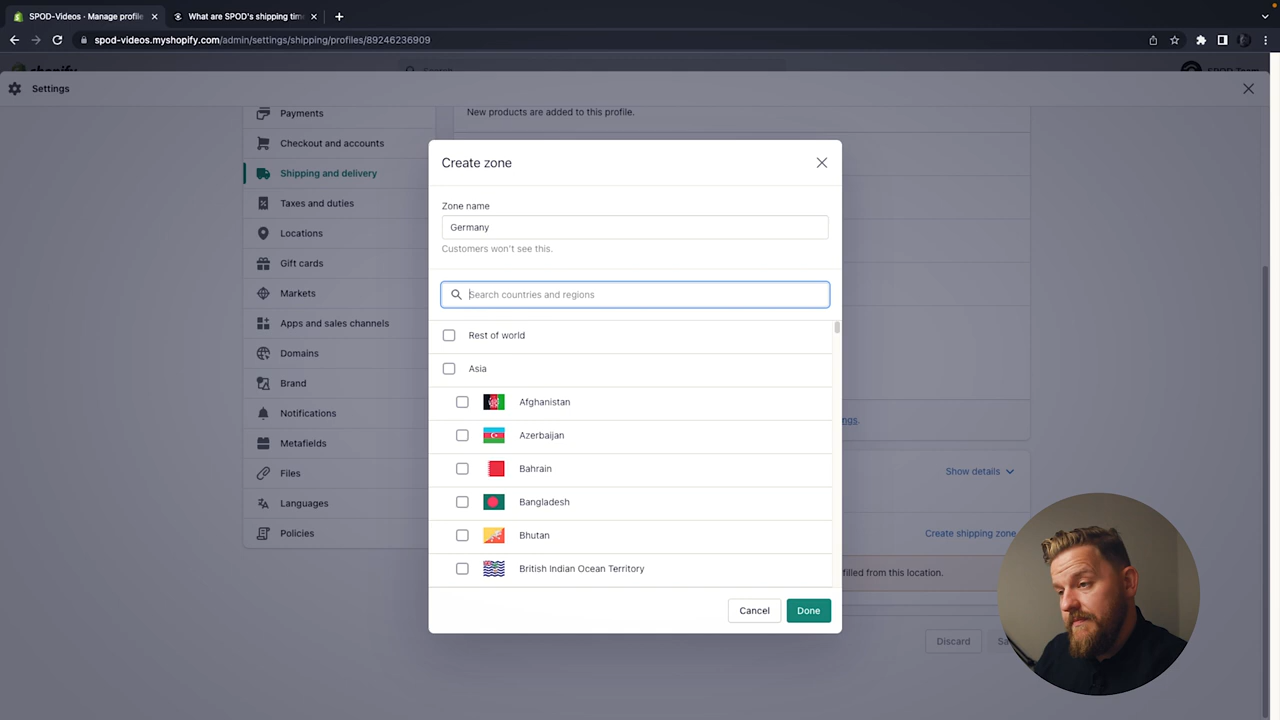 SPOD-Videos · Manage profile
What are SPOD's shipping tim
spod-videos.myshopify.com/admin/settings/shipping/profiles/89246236909
Settings
Payments
Checkout and accounts
Shipping and delivery
Taxes and duties
Locations
Gift cards
Markets
Apps and sales channels
Domains
Brand
Notifications
Metafields
Files
Languages
Policies
New products are added to this profile.
Create zone
Zone name
Germany
Customers won't see this.
Search countries and regions
Rest of world
Asia
Afghanistan
Azerbaijan
Bahrain
Bangladesh
Bhutan
British Indian Ocean Territory
Cancel
Done
ngs.
Show details
Create shipping zone
filled from this location.
Discard